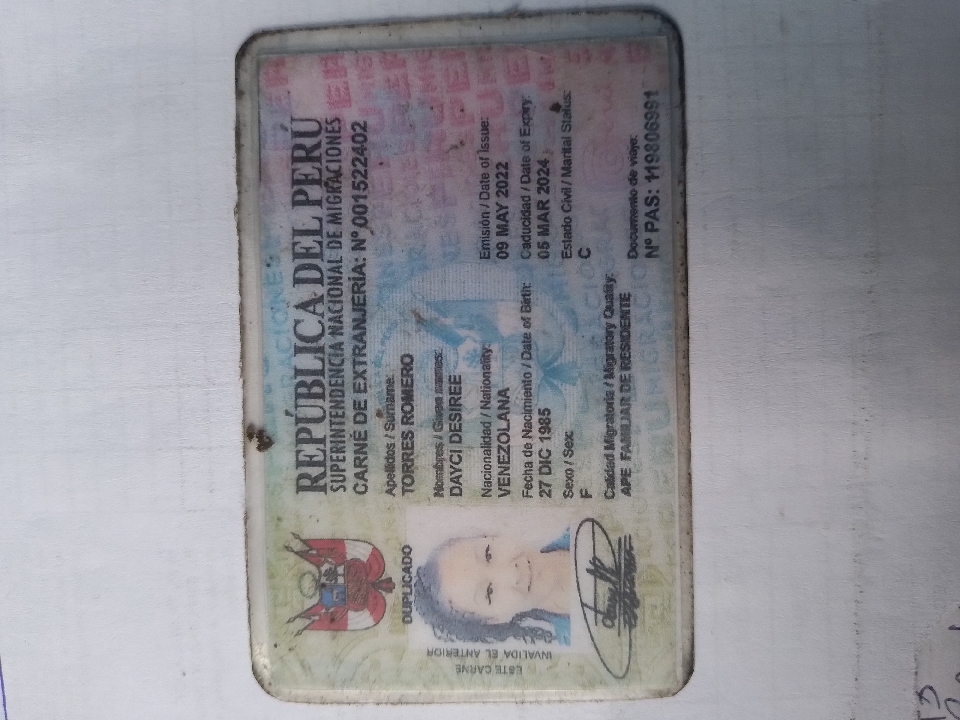 REPÚBLICA DEL PERÚ
SUPERINTENDENCIA NACIONAL DE MIGRACIONES
CARNÉ DE EXTRANJERÍA: Nº 001522402
Apellidos / Surname:
TORRES ROMERO
Nombres / Given Names:
DAYCI DESIREE
Nacionalidad / Nationality:
VENEZOLANA
Fecha de Nacimiento / Date of Birth:
27 DIC 1985
Sexo / Sex:
F
Calidad Migratoria / Migratory Quality:
APE FAMILIAR DE RESIDENTE
Emisión / Date of Issue:
09 MAY 2022
Caducidad / Date of Expiry:
05 MAR 2024
Estado Civil / Marital Status:
C
Documento de viaje:
Nº PAS: 119806991
DUPLICADO
ESTE CARNE
INVALIDA EL ANTERIOR